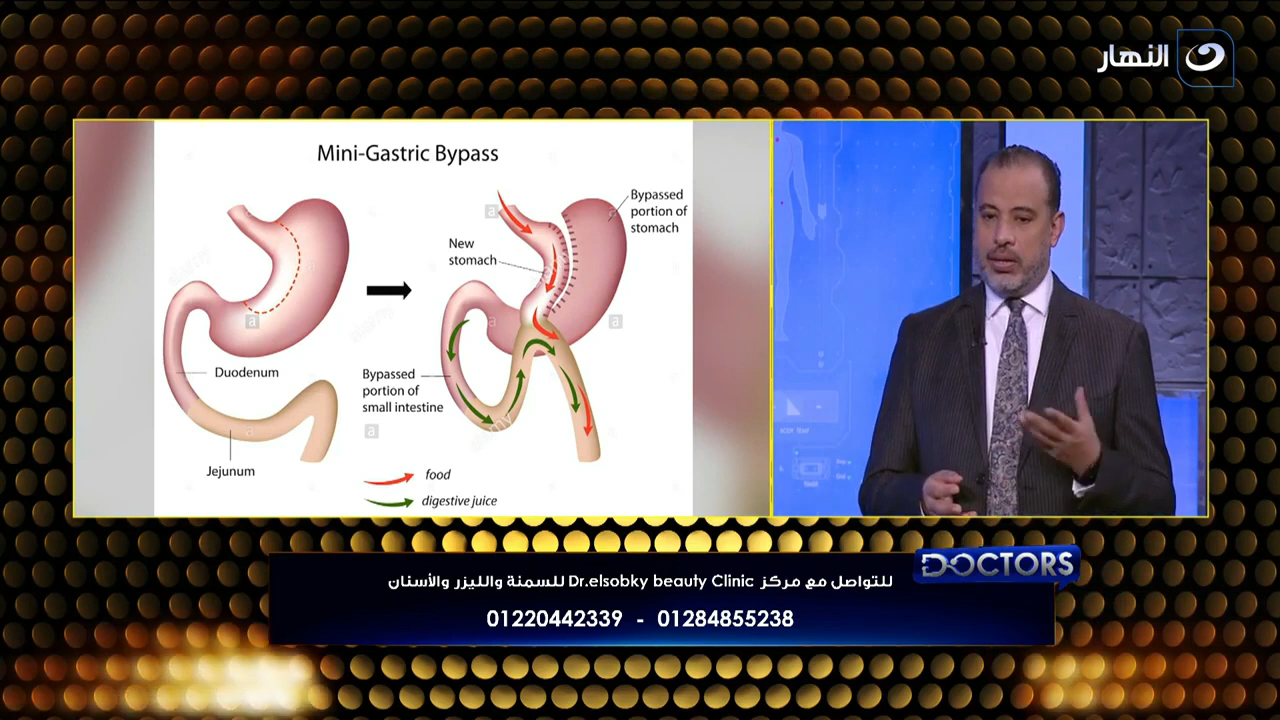 النهار
Mini-Gastric Bypass
Bypassed
portion of
stomach
New
stomach
Duodenum
Bypassed
portion of
small intestine
Jejunum
food
digestive juice
a
a
a
a
a
a
alamy
DOCTORS
للتواصل مع مركز Dr.elsobky beauty Clinic للسمنة والليزر والأسنان
01220442339 - 01284855238